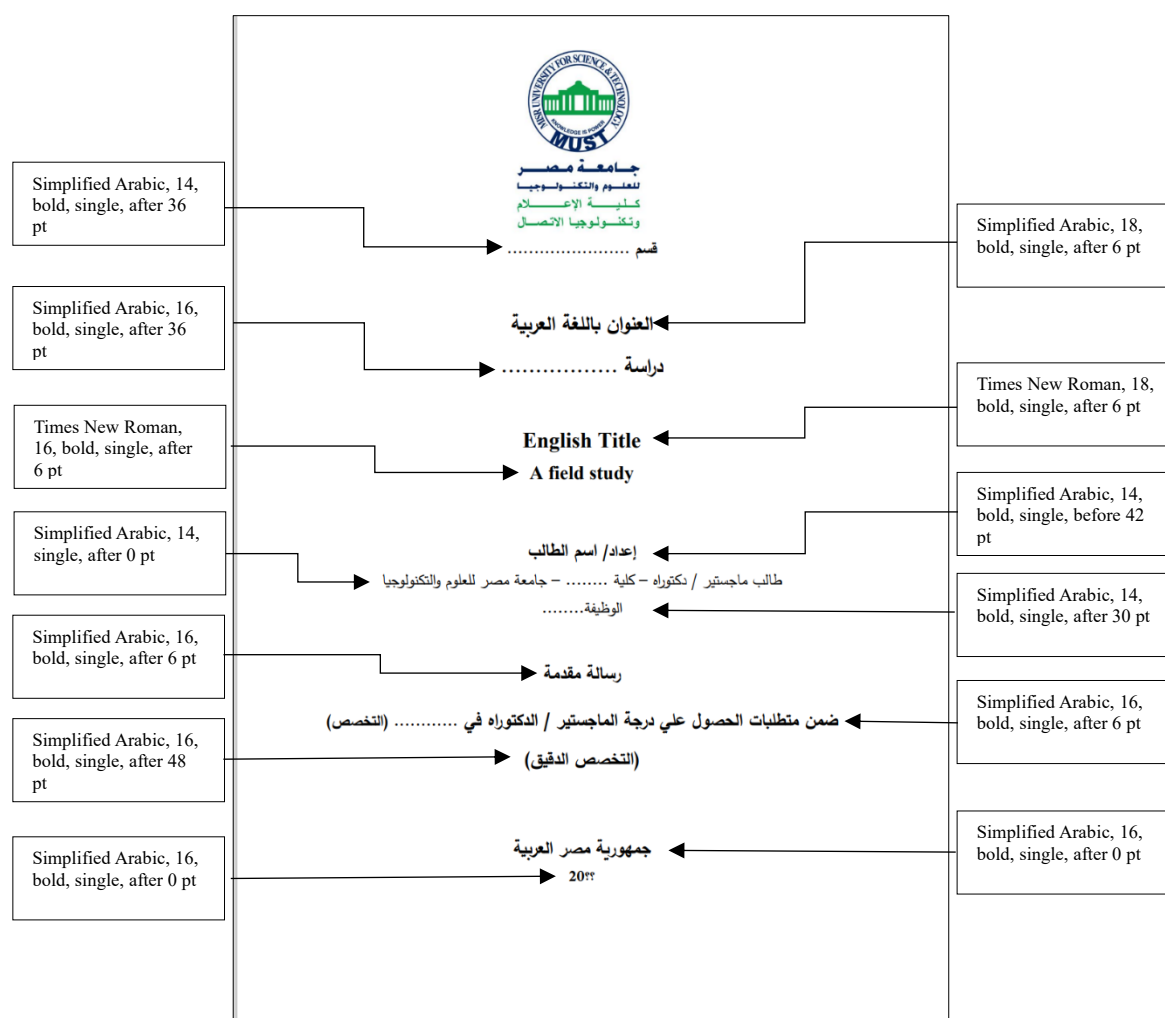 MISR UNIVERSITY FOR SCIENCE & TECHNOLOGY
KNOWLEDGE IS POWER
MUST
جـامعـة مـصـر
للعلـوم والتكنـولوجيـا
كـليـة الإعـلام
وتكنـولوجيا الاتصـال
قسم ......................
العنوان باللغة العربية
دراسة .................
English Title
A field study
إعداد/ اسم الطالب
طالب ماجستير / دكتوراه – كلية ........ – جامعة مصر للعلوم والتكنولوجيا
الوظيفة........
رسالة مقدمة
ضمن متطلبات الحصول علي درجة الماجستير / الدكتوراه في ............ (التخصص)
(التخصص الدقيق)
جمهورية مصر العربية
20؟؟
Simplified Arabic, 14,
bold, single, after 36
pt
Simplified Arabic, 16,
bold, single, after 36
pt
Times New Roman,
16, bold, single, after
6 pt
Simplified Arabic, 14,
single, after 0 pt
Simplified Arabic, 16,
bold, single, after 6 pt
Simplified Arabic, 16,
bold, single, after 48
pt
Simplified Arabic, 16,
bold, single, after 0 pt
Simplified Arabic, 18,
bold, single, after 6 pt
Times New Roman, 18,
bold, single, after 6 pt
Simplified Arabic, 14,
bold, single, before 42
pt
Simplified Arabic, 14,
bold, single, after 30 pt
Simplified Arabic, 16,
bold, single, after 6 pt
Simplified Arabic, 16,
bold, single, after 0 pt